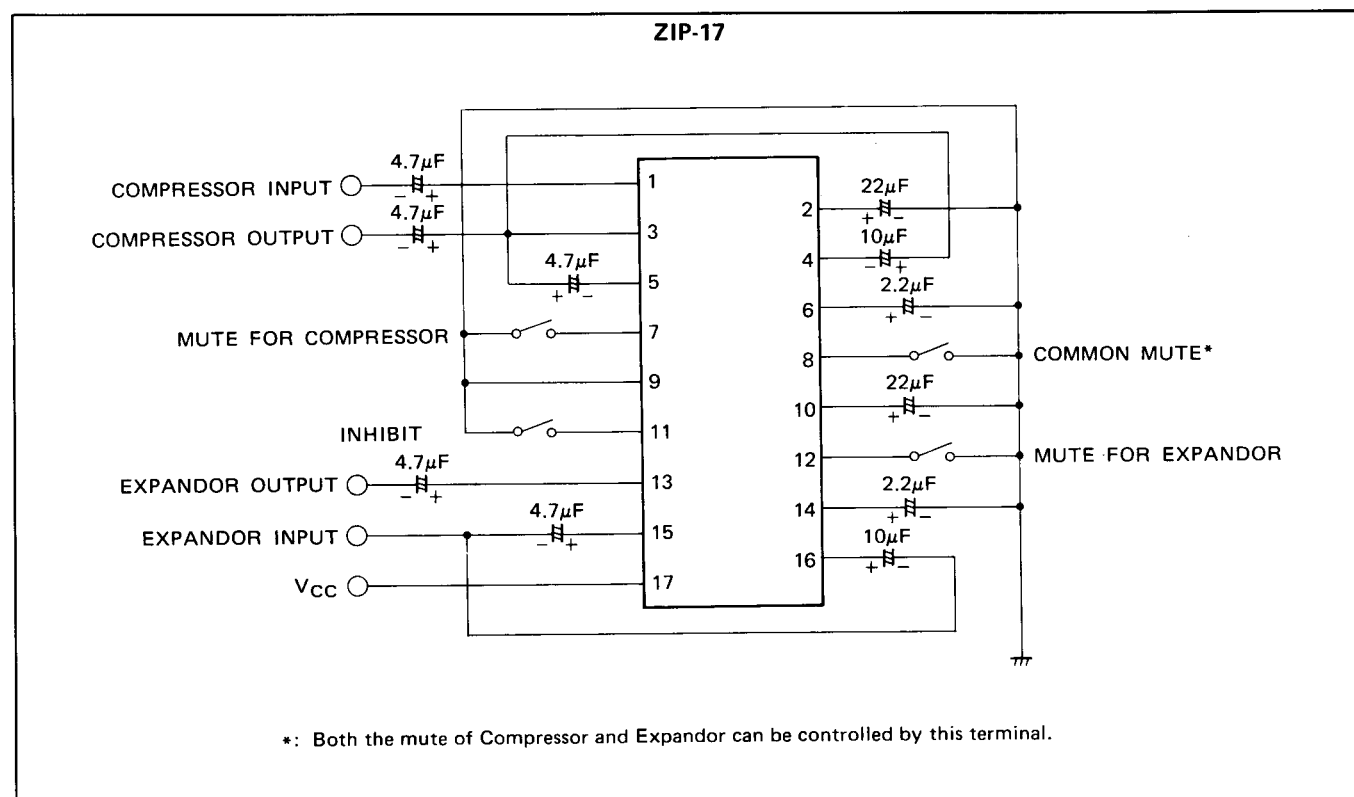 ZIP-17
4.7μF
COMPRESSOR INPUT
- +
1
4.7μF
COMPRESSOR OUTPUT
- +
3
4.7μF
+ -
5
MUTE FOR COMPRESSOR
7
9
INHIBIT
11
4.7μF
EXPANDOR OUTPUT
- +
13
4.7μF
EXPANDOR INPUT
- +
15
VCC
17
22μF
2
+ -
10μF
4
- +
2.2μF
6
+ -
8
COMMON MUTE*
22μF
10
+ -
12
MUTE FOR EXPANDOR
2.2μF
14
+ -
10μF
16
+ -
*: Both the mute of Compressor and Expandor can be controlled by this terminal.